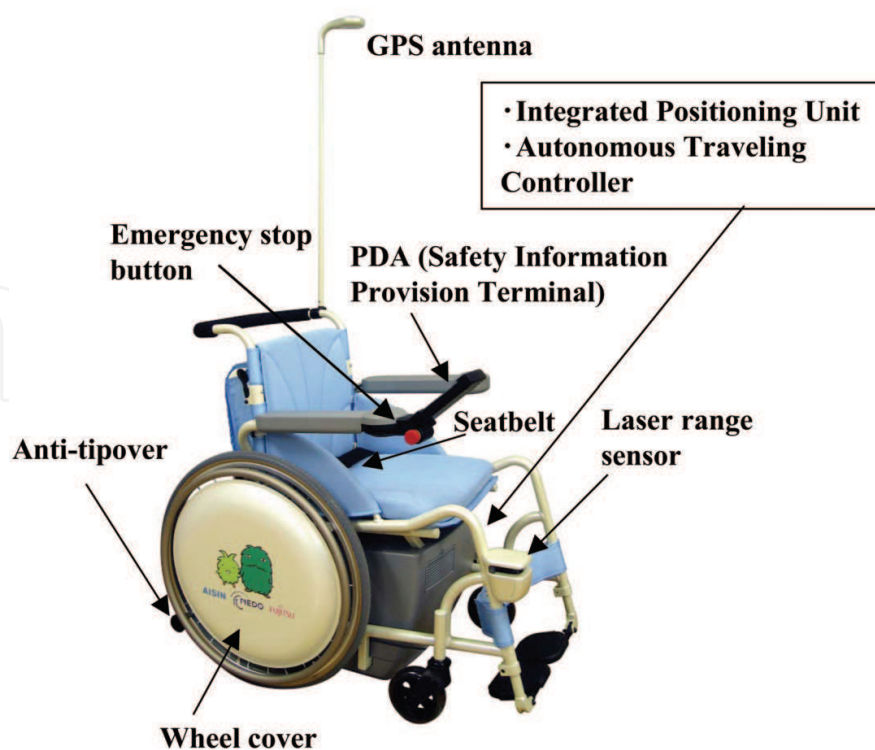 GPS antenna
・Integrated Positioning Unit
・Autonomous Traveling
Controller
Emergency stop
button
PDA (Safety Information
Provision Terminal)
Seatbelt
Laser range
sensor
Anti-tipover
AISIN NEDO FUJITSU
Wheel cover